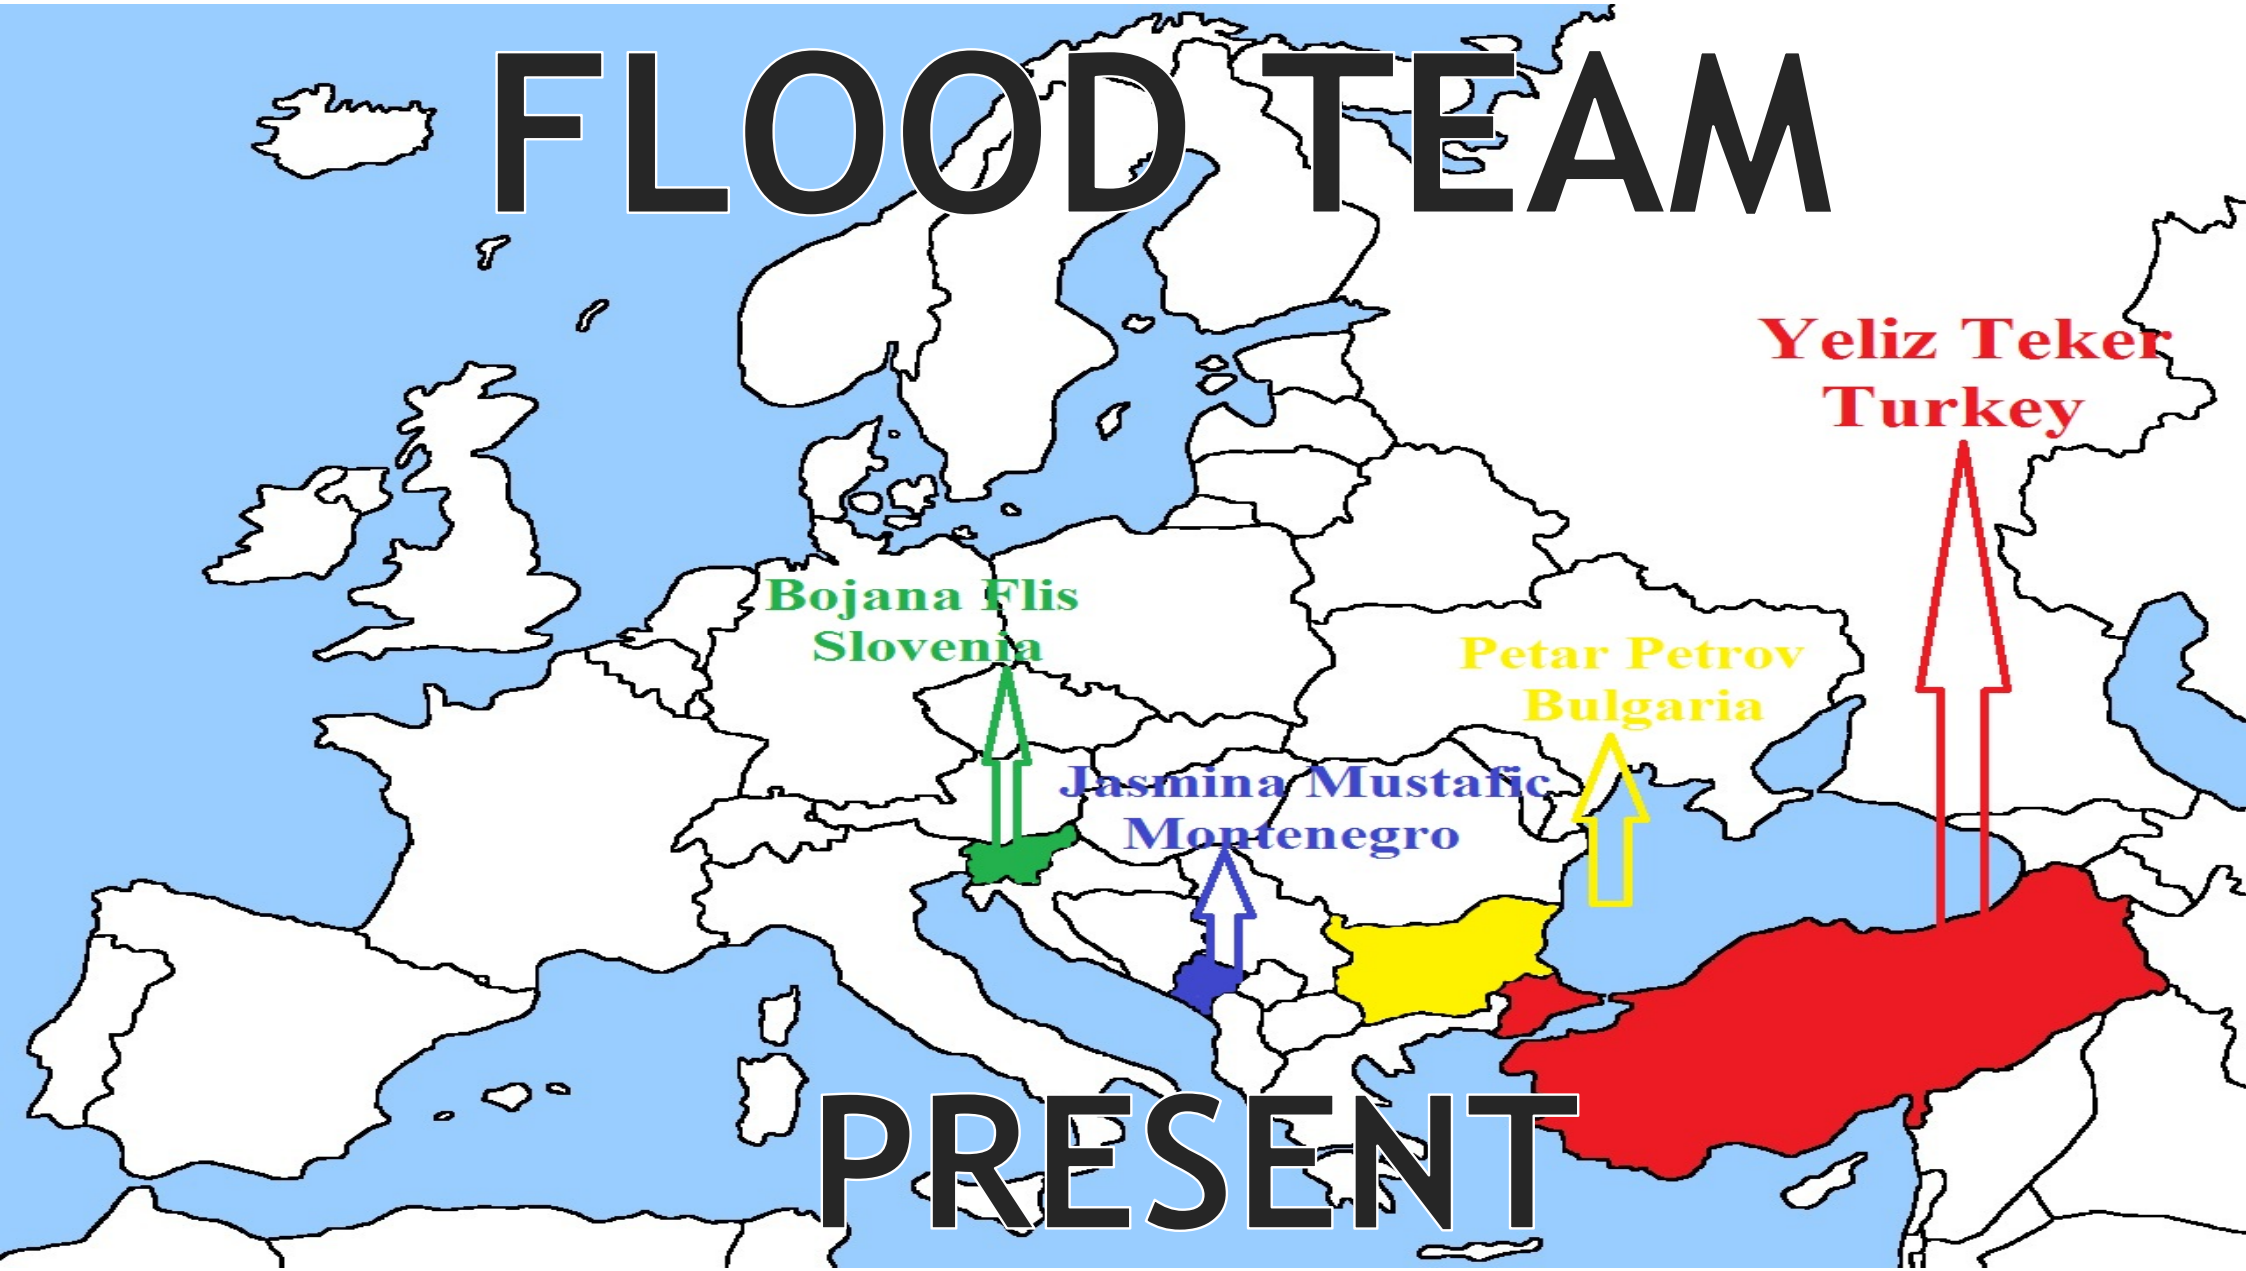 FLOOD TEAM
Yeliz Teker
Turkey
Bojana Flis
Slovenia
Petar Petrov
Bulgaria
Jasmina Mustafic
Montenegro
PRESENT